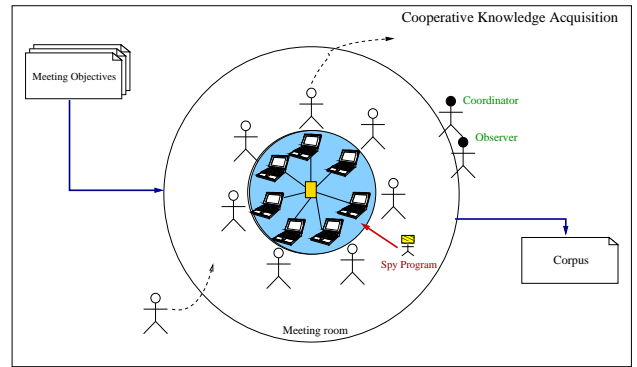 Cooperative Knowledge Acquisition
Meeting Objectives
Coordinator
Observer
Spy Program
Corpus
Meeting room